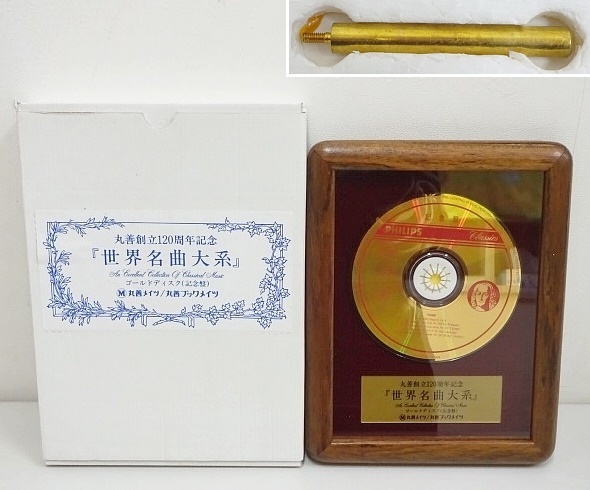 丸善創立120周年記念
『世界名曲大系』
An Excellent Collection Of Classical Music
ゴールドディスク(記念盤)
M 丸善メイツ/丸善ブックメイツ
PHILIPS
Classics
丸善創立120周年記念
『世界名曲大系』
An Excellent Collection Of Classical Music
ゴールドディスク(記念盤)
M 丸善メイツ/丸善ブックメイツ